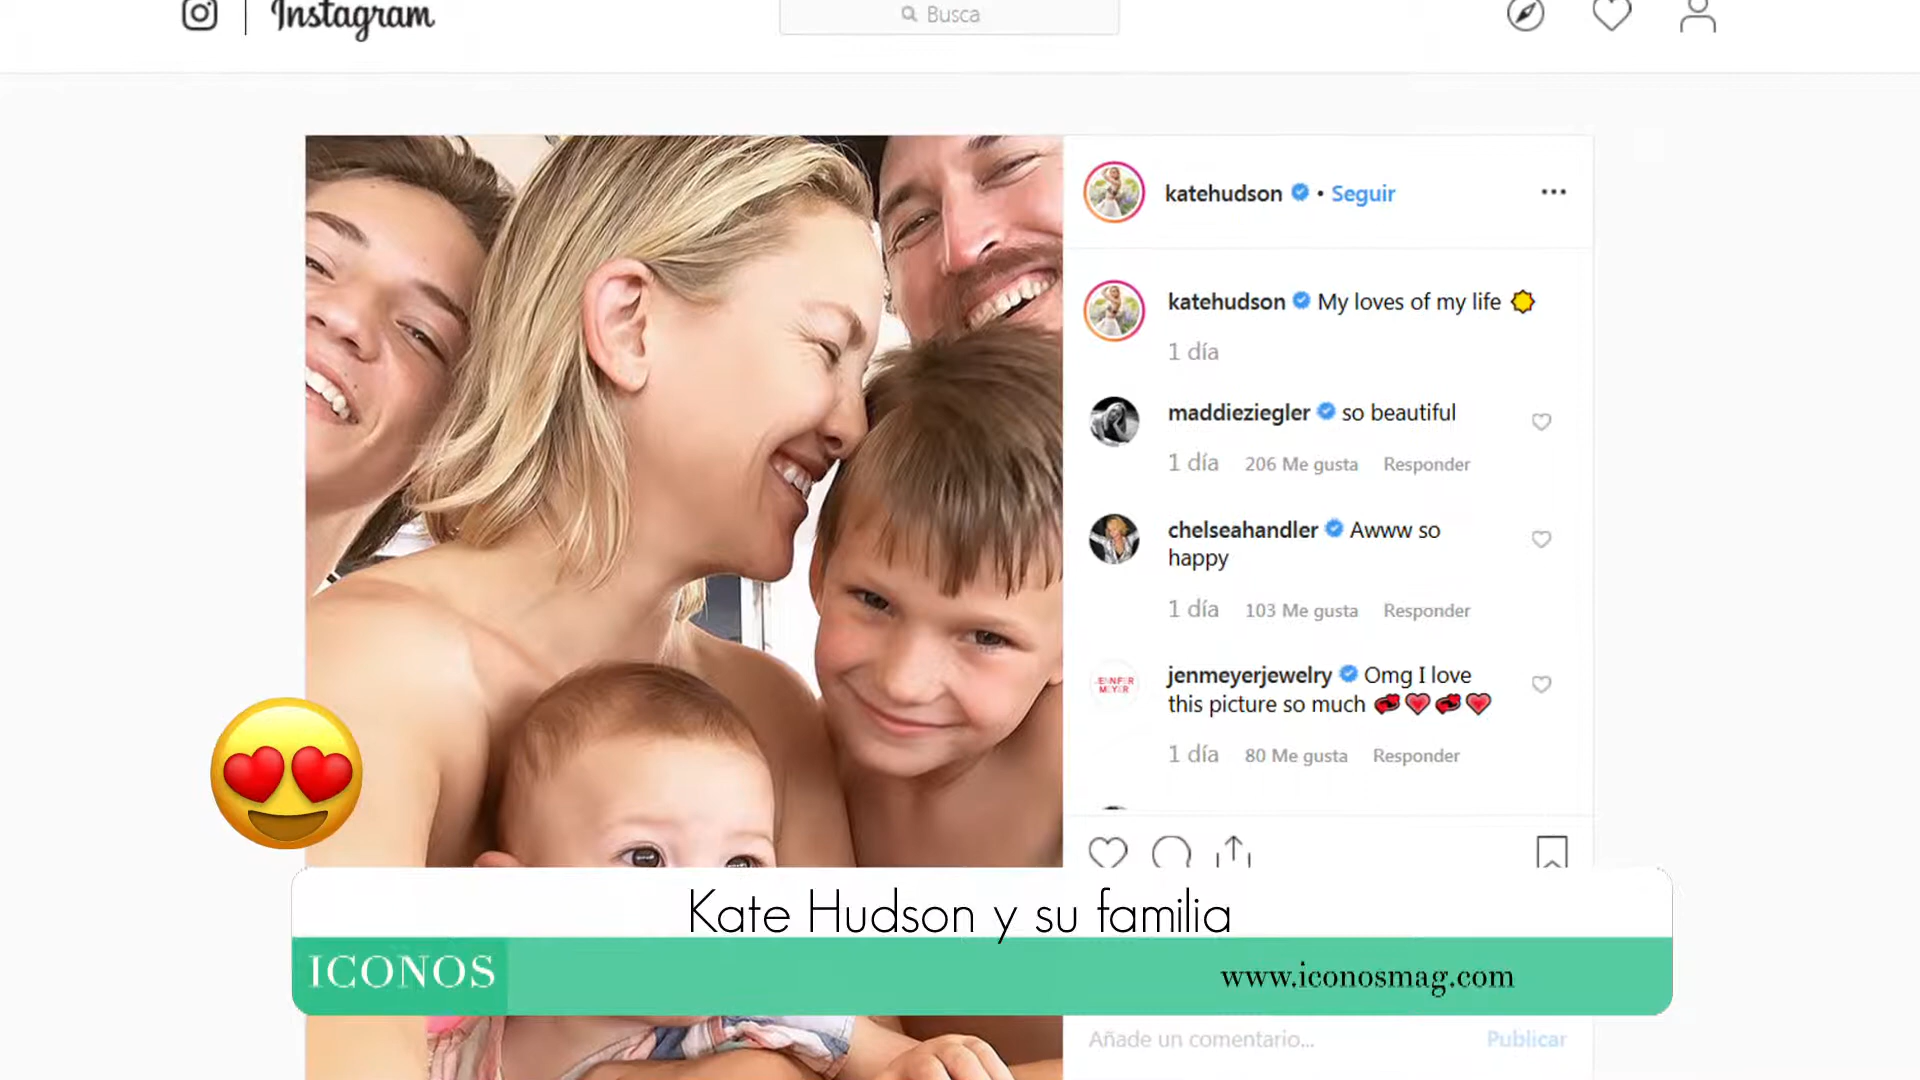 Instagram
Busca
katehudson • Seguir
katehudson My loves of my life
1 día
maddieziegler so beautiful
1 día 206 Me gusta Responder
chelseahandler Awww so
happy
1 día 103 Me gusta Responder
JENNIFER
MEYER
jenmeyerjewelry Omg I love
this picture so much
1 día 80 Me gusta Responder
Kate Hudson y su familia
ICONOS
www.iconosmag.com
Añade un comentario...
Publicar